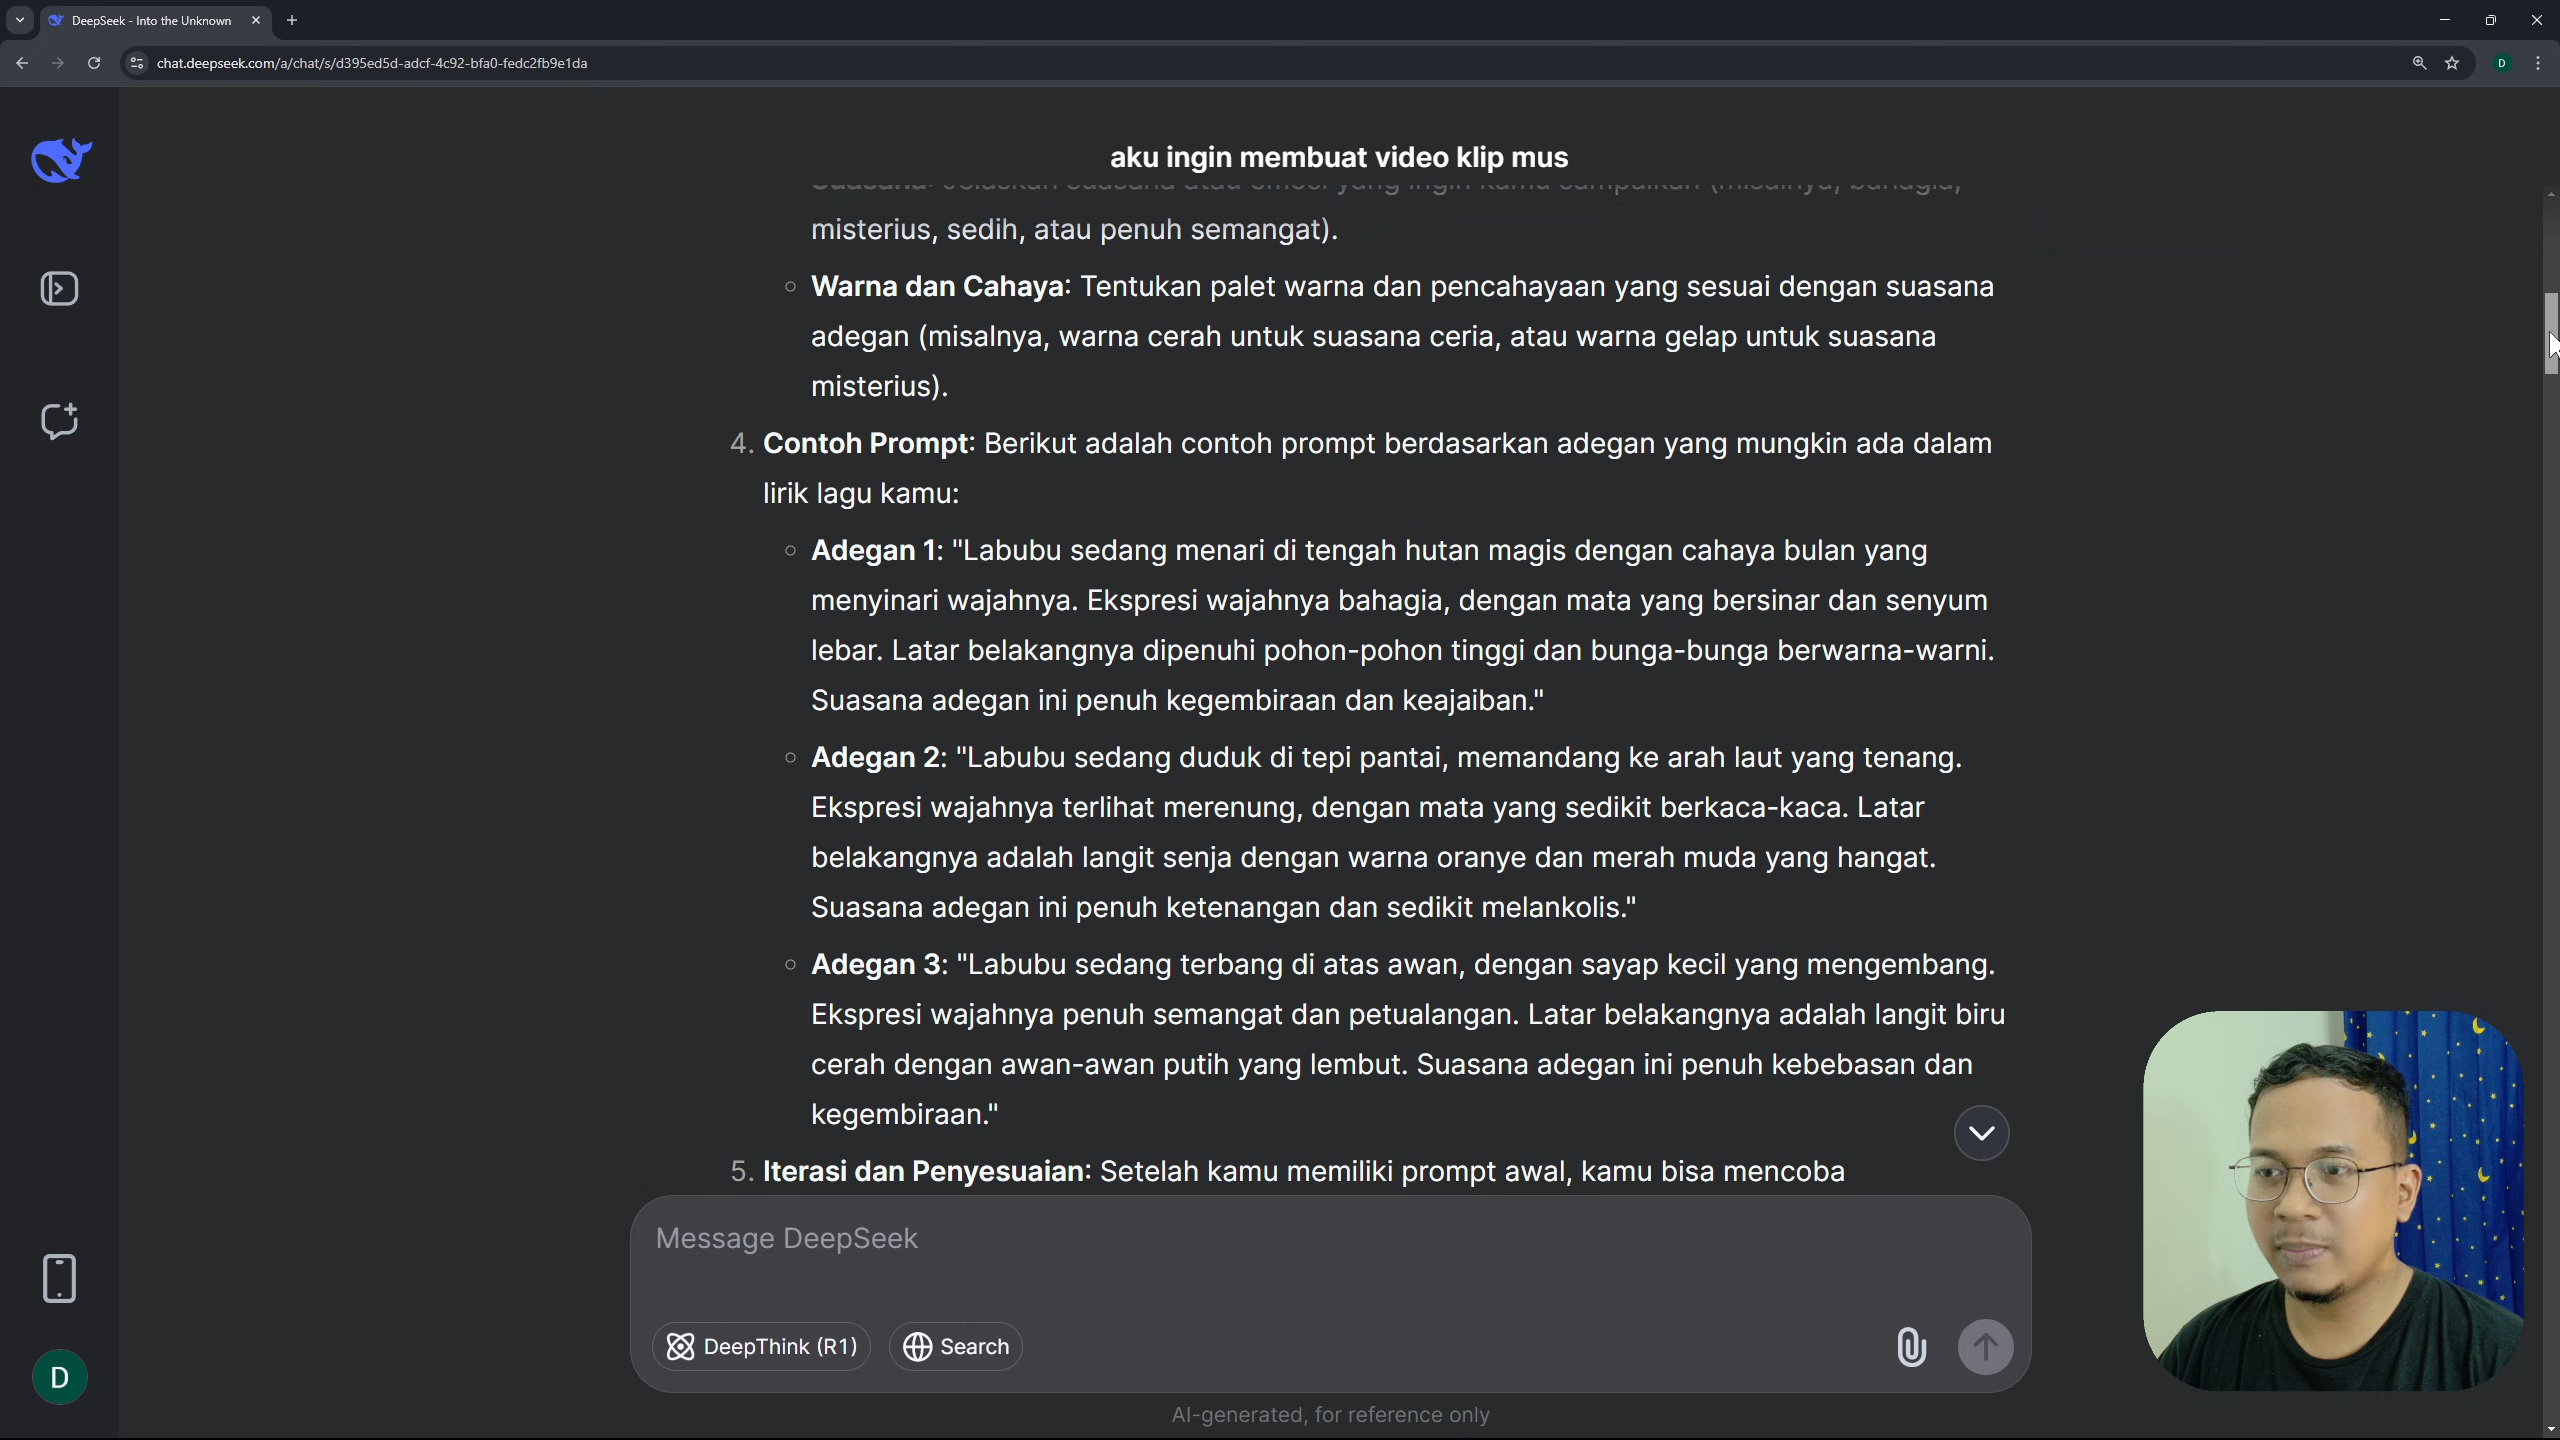 DeepSeek - Into the Unknown
chat.deepseek.com/a/chat/s/d395ed5d-adcf-4c92-bfa0-fedc2fb9e1da
D
aku ingin membuat video klip mus
misterius, sedih, atau penuh semangat).
Warna dan Cahaya: Tentukan palet warna dan pencahayaan yang sesuai dengan suasana
adegan (misalnya, warna cerah untuk suasana ceria, atau warna gelap untuk suasana
misterius).
4. Contoh Prompt: Berikut adalah contoh prompt berdasarkan adegan yang mungkin ada dalam
lirik lagu kamu:
Adegan 1: "Labubu sedang menari di tengah hutan magis dengan cahaya bulan yang
menyinari wajahnya. Ekspresi wajahnya bahagia, dengan mata yang bersinar dan senyum
lebar. Latar belakangnya dipenuhi pohon-pohon tinggi dan bunga-bunga berwarna-warni.
Suasana adegan ini penuh kegembiraan dan keajaiban."
Adegan 2: "Labubu sedang duduk di tepi pantai, memandang ke arah laut yang tenang.
Ekspresi wajahnya terlihat merenung, dengan mata yang sedikit berkaca-kaca. Latar
belakangnya adalah langit senja dengan warna oranye dan merah muda yang hangat.
Suasana adegan ini penuh ketenangan dan sedikit melankolis."
Adegan 3: "Labubu sedang terbang di atas awan, dengan sayap kecil yang mengembang.
Ekspresi wajahnya penuh semangat dan petualangan. Latar belakangnya adalah langit biru
cerah dengan awan-awan putih yang lembut. Suasana adegan ini penuh kebebasan dan
kegembiraan."
5. Iterasi dan Penyesuaian: Setelah kamu memiliki prompt awal, kamu bisa mencoba
Message DeepSeek
DeepThink (R1)
Search
D
AI-generated, for reference only